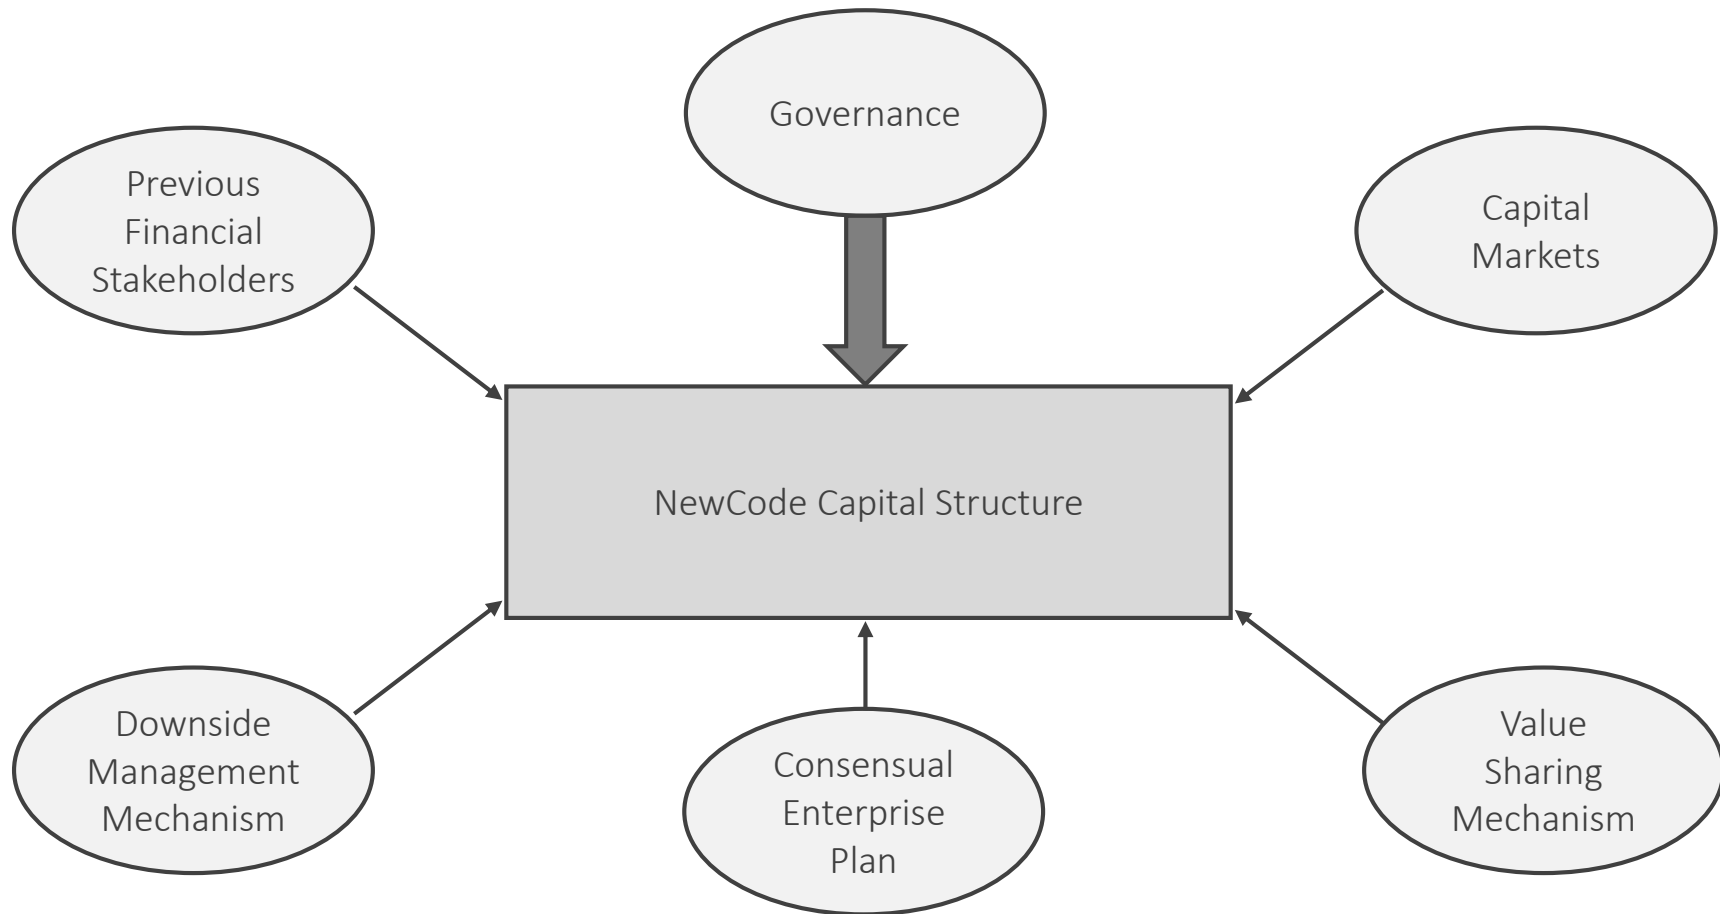 Governance
Previous
Financial
Stakeholders
Capital
Markets
NewCode Capital Structure
Downside
Management
Mechanism
Consensual
Enterprise
Plan
Value
Sharing
Mechanism